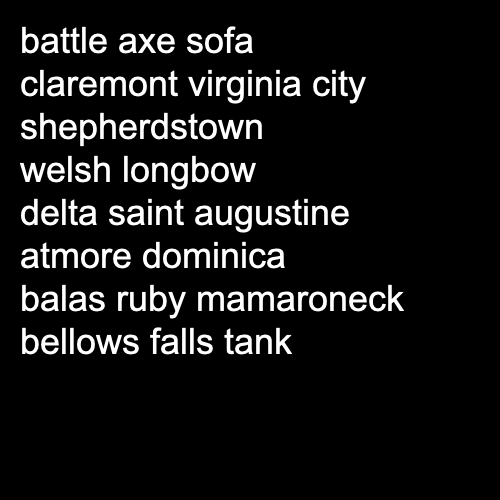 battle axe sofa
claremont virginia city
shepherdstown
welsh longbow
delta saint augustine
atmore dominica
balas ruby mamaroneck
bellows falls tank